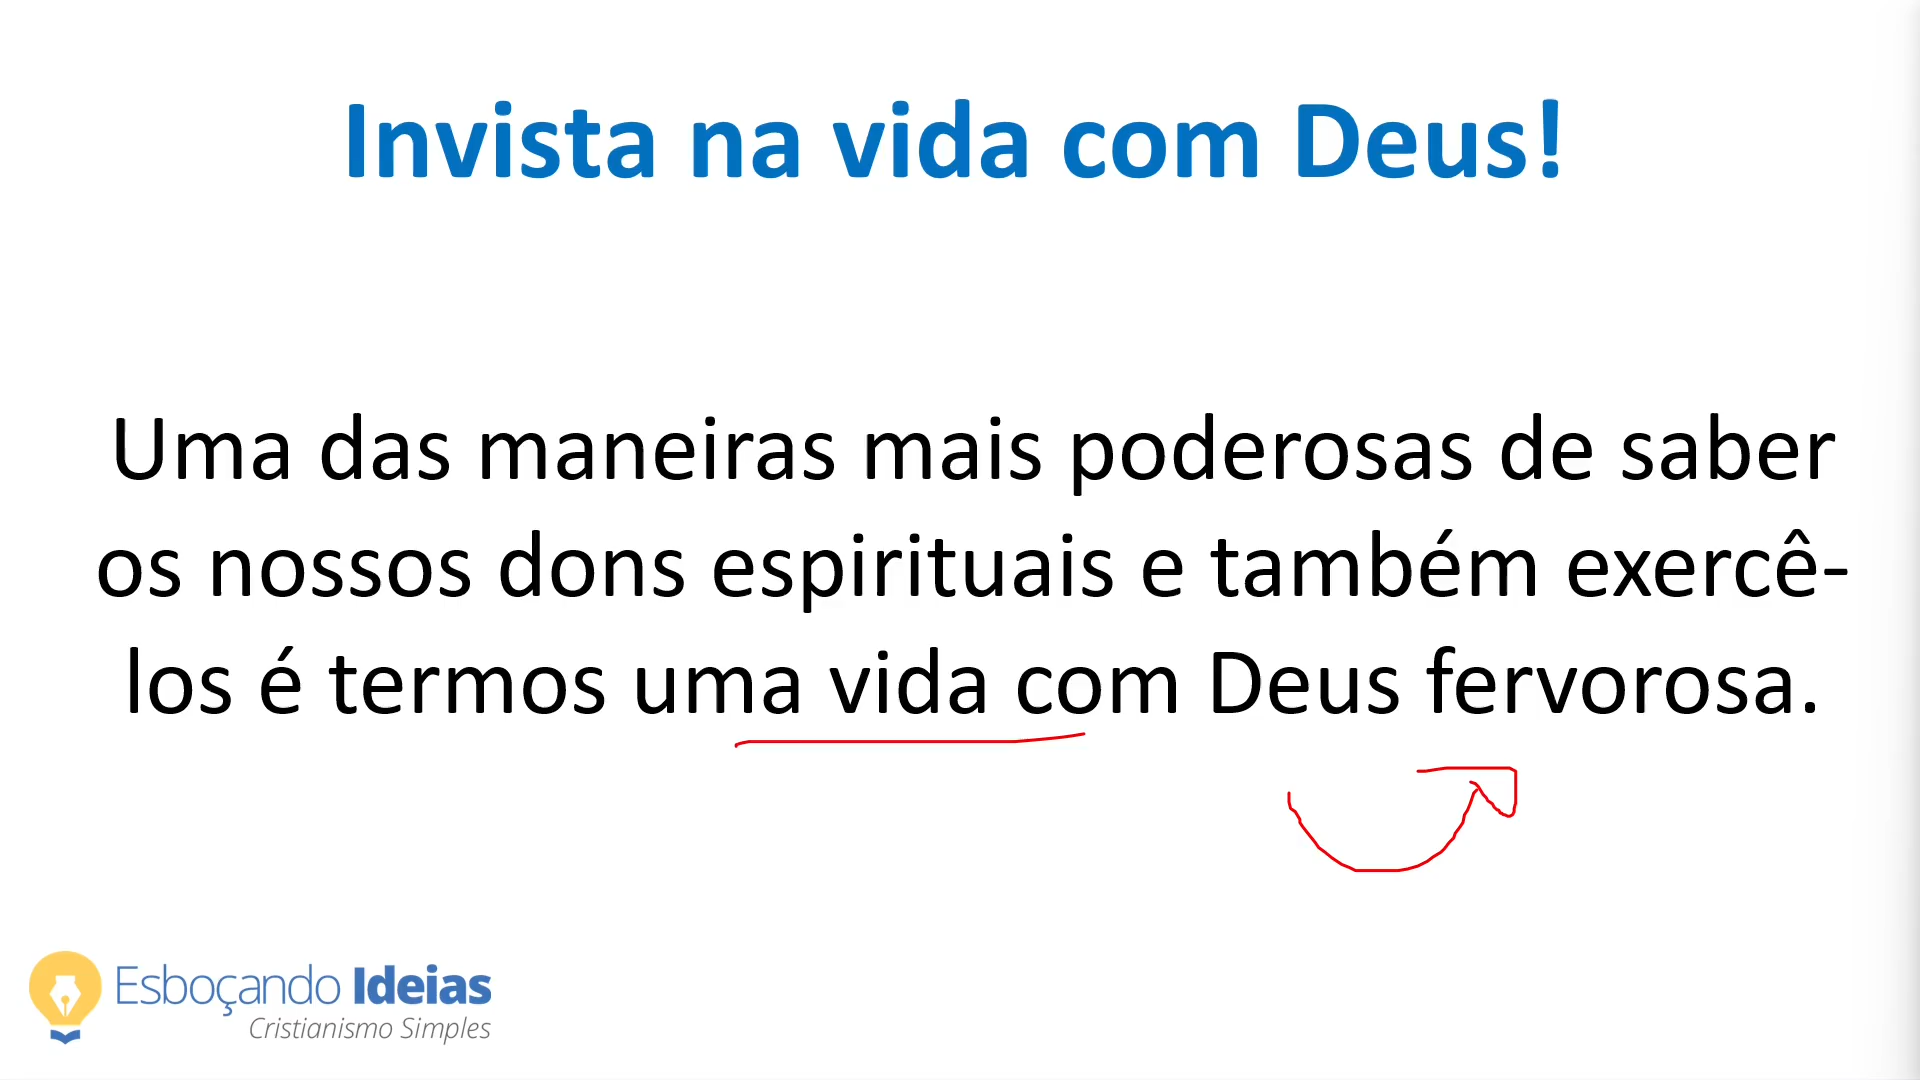 Invista na vida com Deus!
Uma das maneiras mais poderosas de saber
os nossos dons espirituais e também exercê-
los é termos uma vida com Deus fervorosa.
Esboçando Ideias
Cristianismo Simples